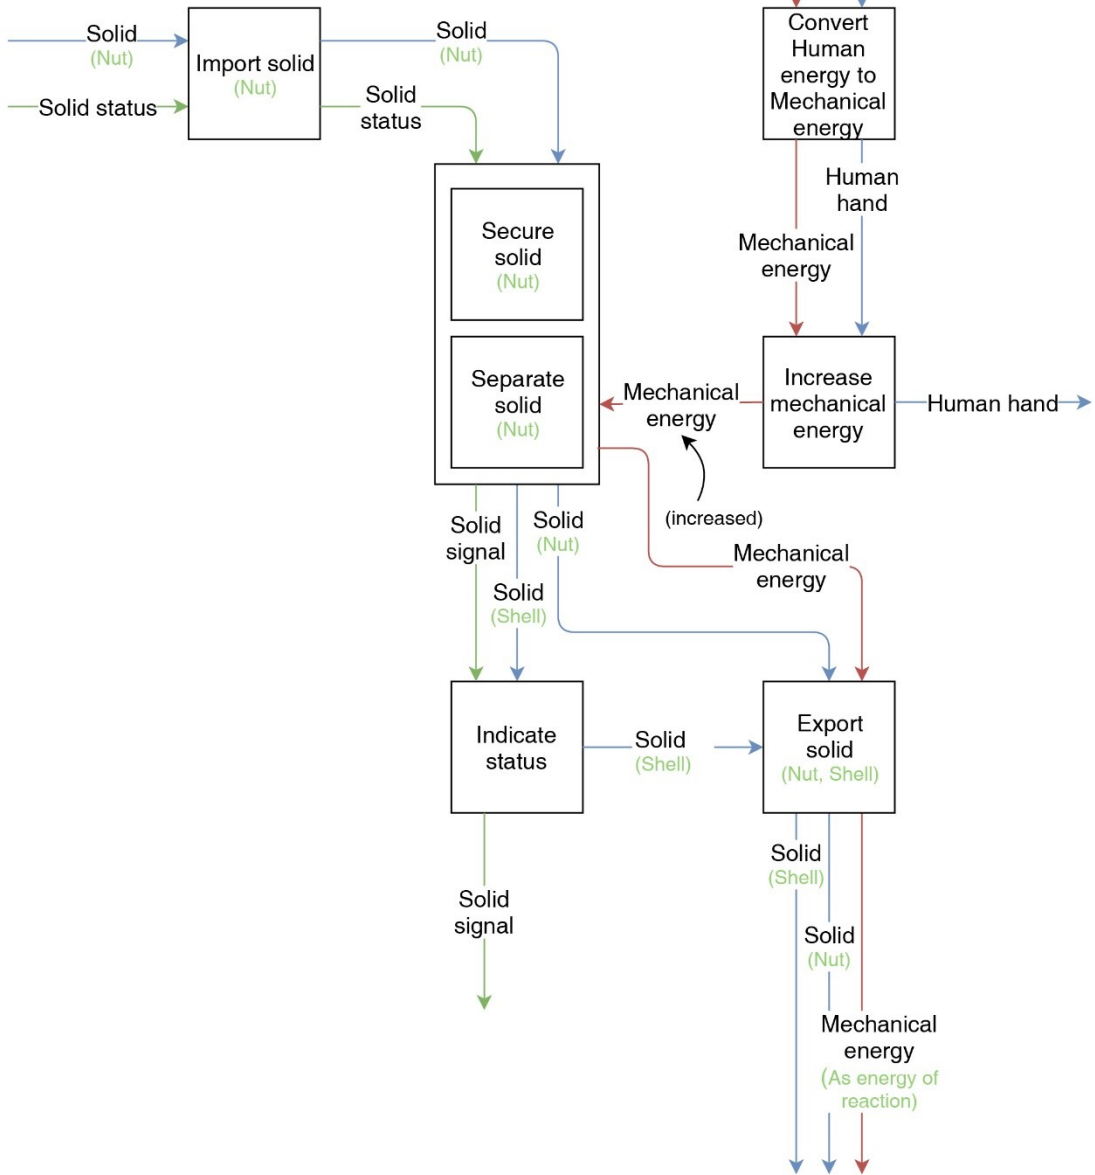 Solid
(Nut)
Solid status
Import solid
(Nut)
Solid
(Nut)
Solid
status
Convert
Human
energy to
Mechanical
energy
Human
hand
Mechanical
energy
Secure
solid
(Nut)
Separate
solid
(Nut)
Mechanical
energy
Increase
mechanical
energy
Human hand
(increased)
Solid
signal
Solid
(Nut)
Solid
(Shell)
Mechanical
energy
Indicate
status
Solid
(Shell)
Export
solid
(Nut, Shell)
Solid
signal
Solid
(Shell)
Solid
(Nut)
Mechanical
energy
(As energy of
reaction)